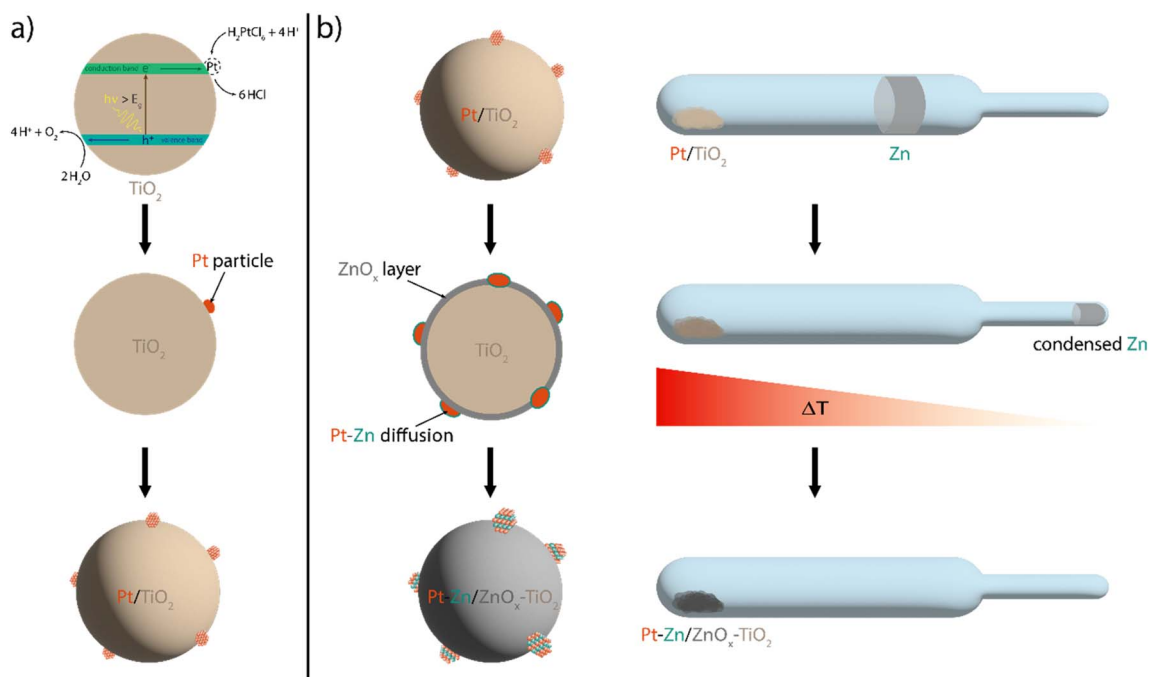 a)
H₂PtCl₆ + 4H⁺
conduction band
e⁻
Pt
6 HCl
hν > E
4 H⁺ + O₂
h⁺
valence band
2 H₂O
TiO₂
Pt particle
TiO₂
Pt/TiO₂
b)
Pt/TiO₂
Pt/TiO₂
Zn
ZnOₓ layer
TiO₂
Pt-Zn diffusion
condensed Zn
ΔT
Pt-Zn/ZnOₓ-TiO₂
Pt-Zn/ZnOₓ-TiO₂